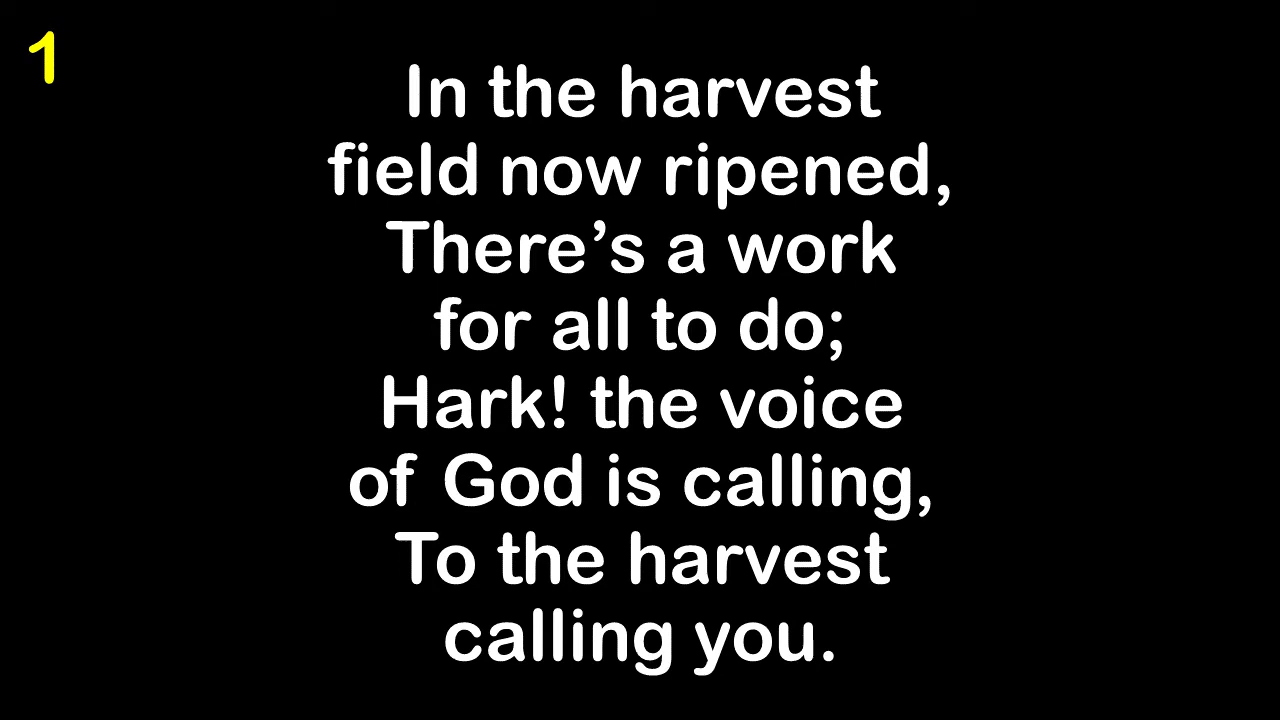 1
In the harvest
field now ripened,
There’s a work
for all to do;
Hark! the voice
of God is calling,
To the harvest
calling you.